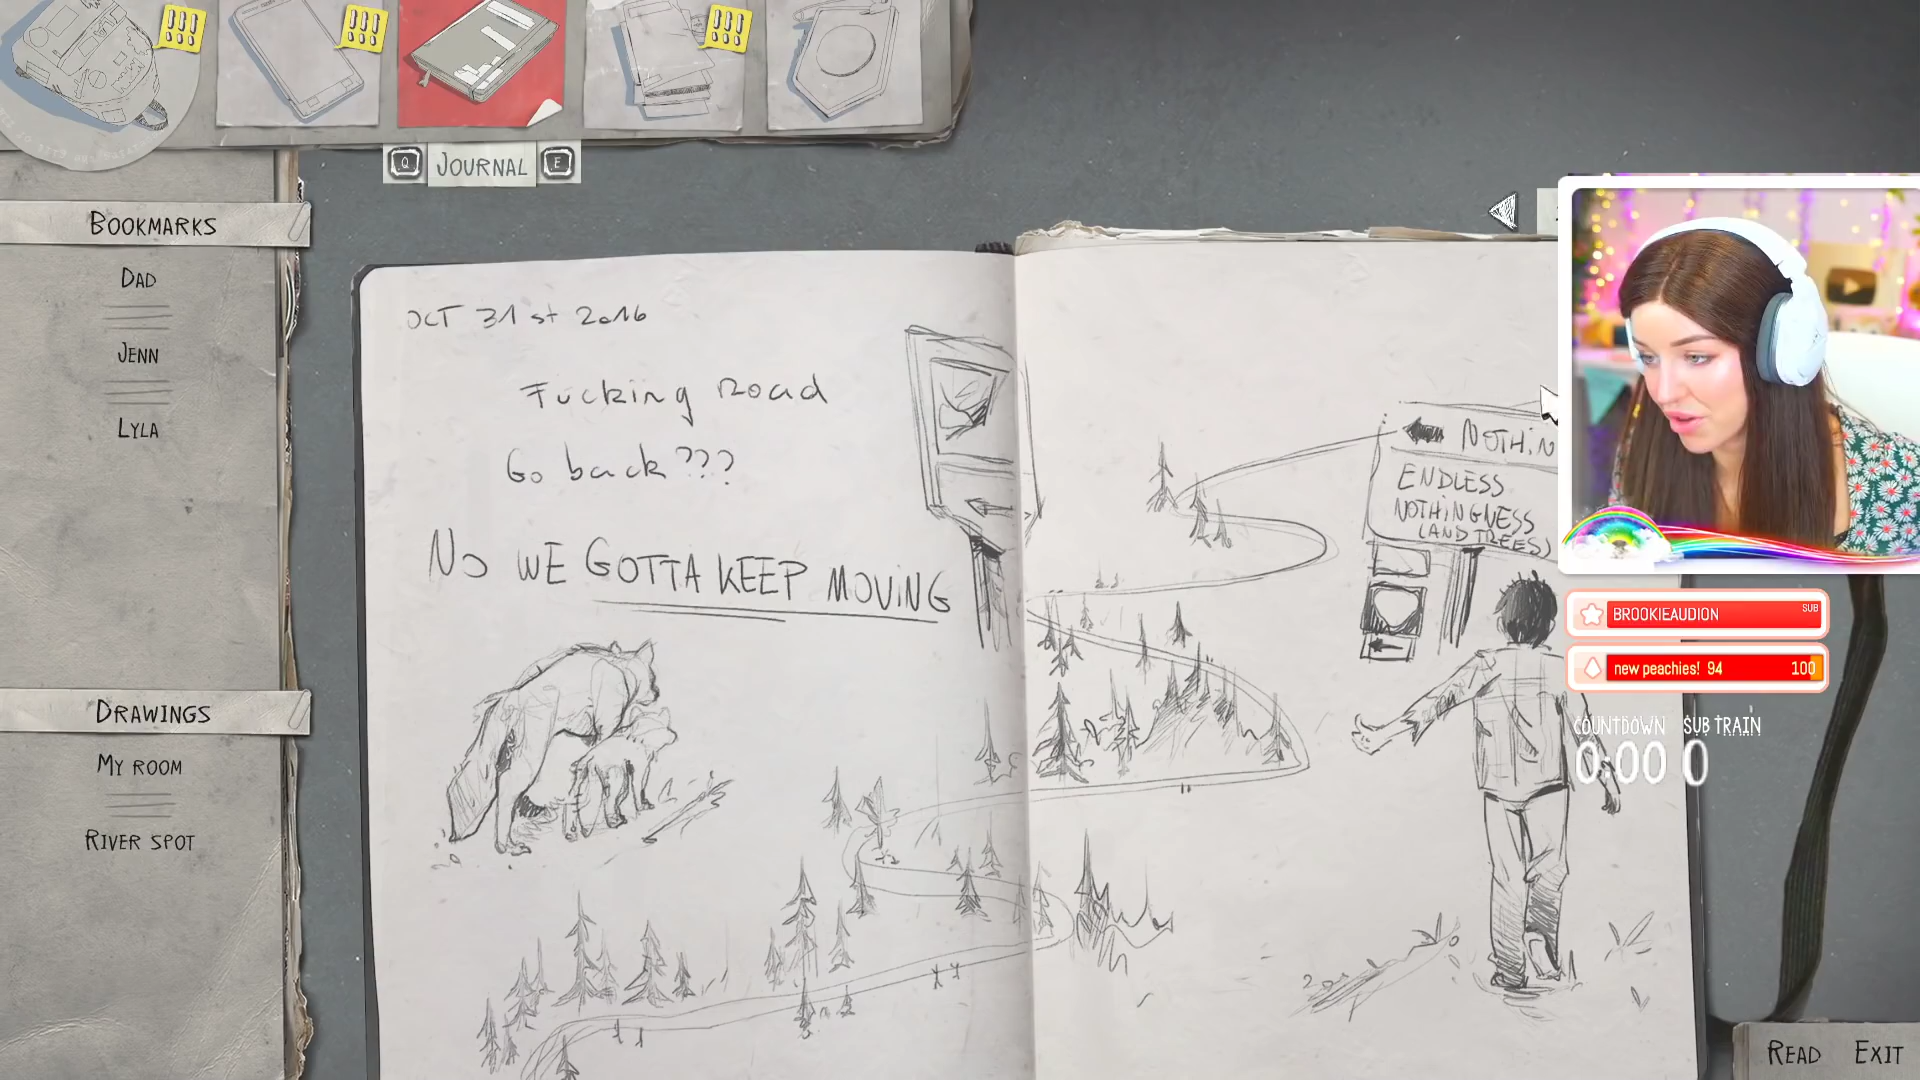 Q JOURNAL E
BOOKMARKS
DAD
JENN
LYLA
DRAWINGS
MY ROOM
RIVER SPOT
OCT 31st 2016
Fucking Road
Go back???
NO WE GOTTA KEEP MOVING
NOTHIN
ENDLESS
NOTHINGNESS
(AND TREES)
BROOKIEAUDION SUB
new peachies! 94 100
COUNTDOWN SUB TRAIN
0:00 0
READ EXIT